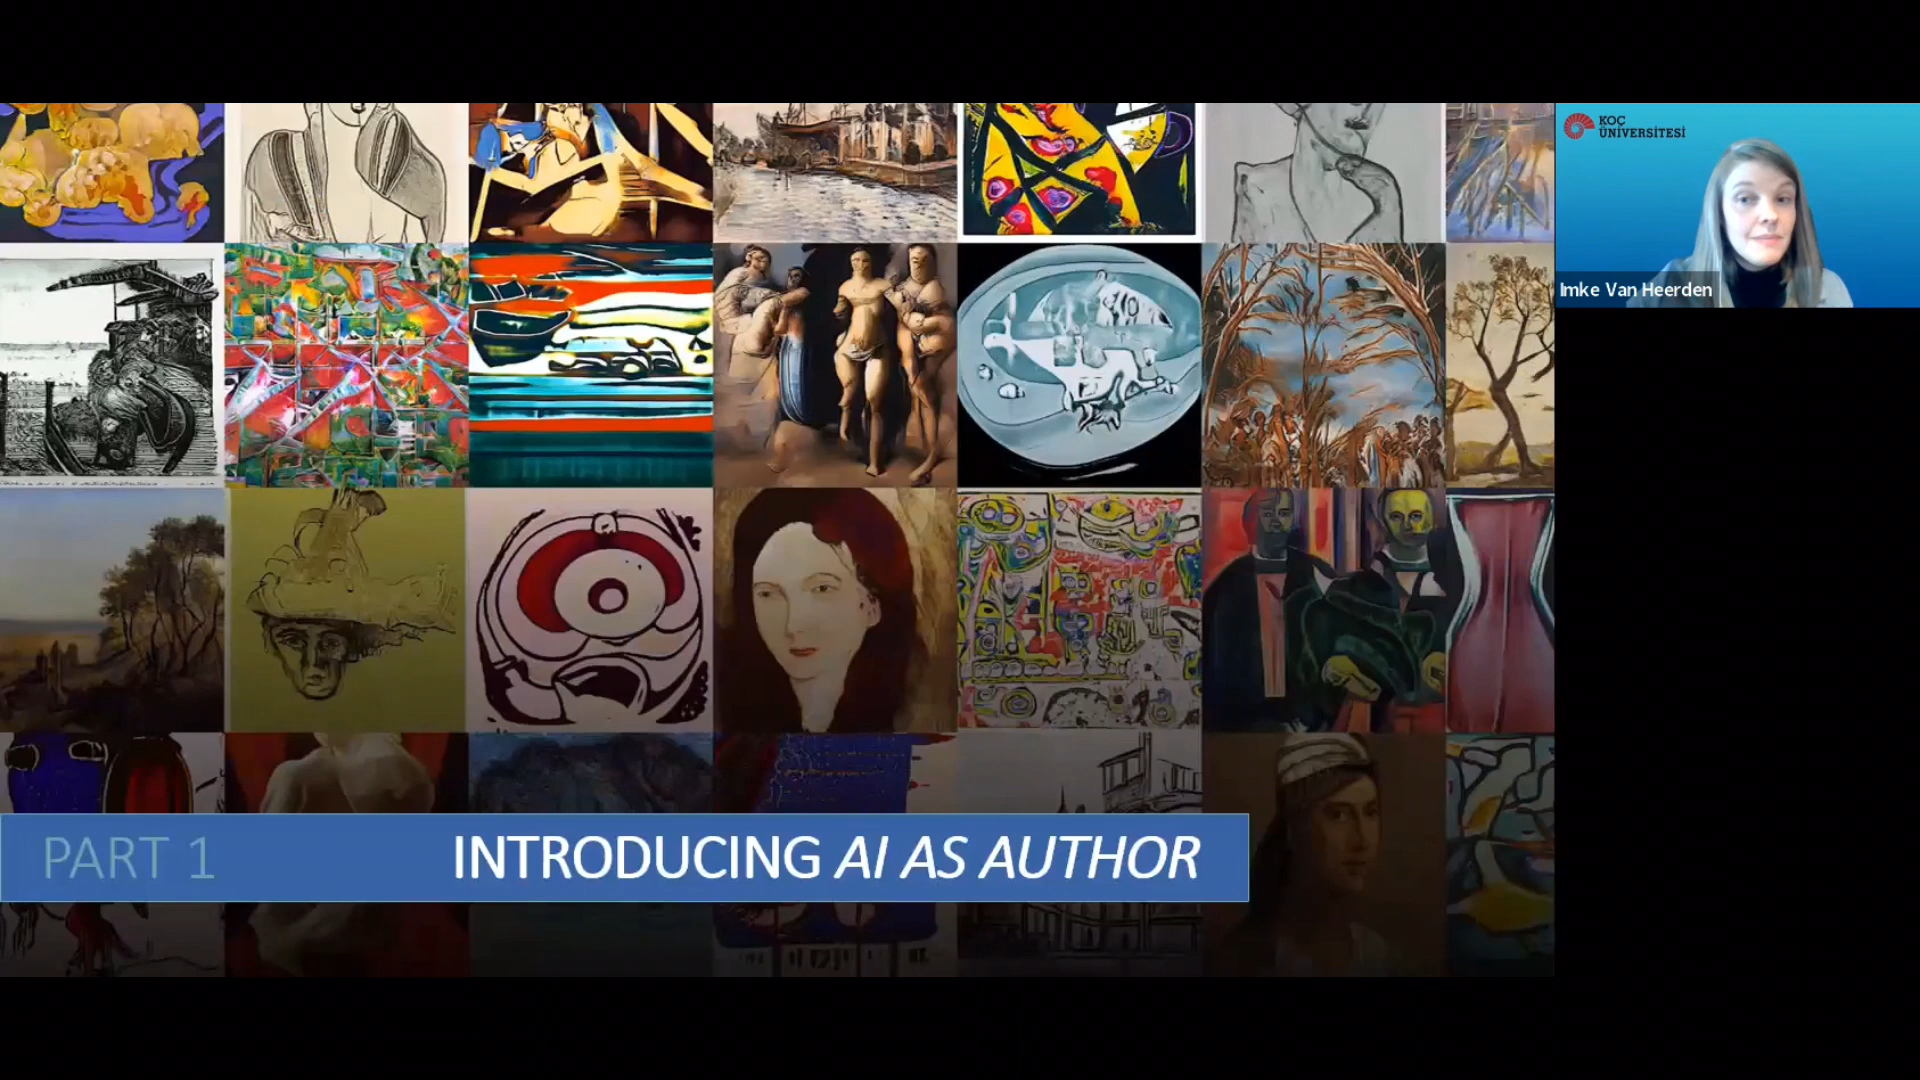 KOÇ
ÜNİVERSİTESİ
Imke Van Heerden
PART 1
INTRODUCING AI AS AUTHOR